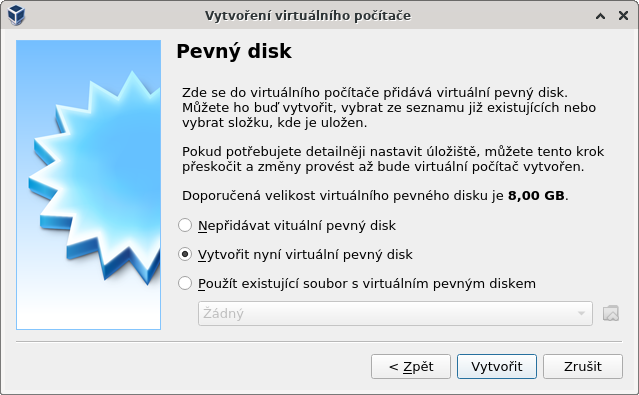 Vytvoření virtuálního počítače
Pevný disk
Zde se do virtuálního počítače přidává virtuální pevný disk.
Můžete ho buď vytvořit, vybrat ze seznamu již existujících nebo
vybrat složku, kde je uložen.
Pokud potřebujete detailněji nastavit úložiště, můžete tento krok
přeskočit a změny provést až bude virtuální počítač vytvořen.
Doporučená velikost virtuálního pevného disku je 8,00 GB.
Nepřidávat vituální pevný disk
Vytvořit nyní virtuální pevný disk
Použít existující soubor s virtuálním pevným diskem
Žádný
< Zpět
Vytvořit
Zrušit